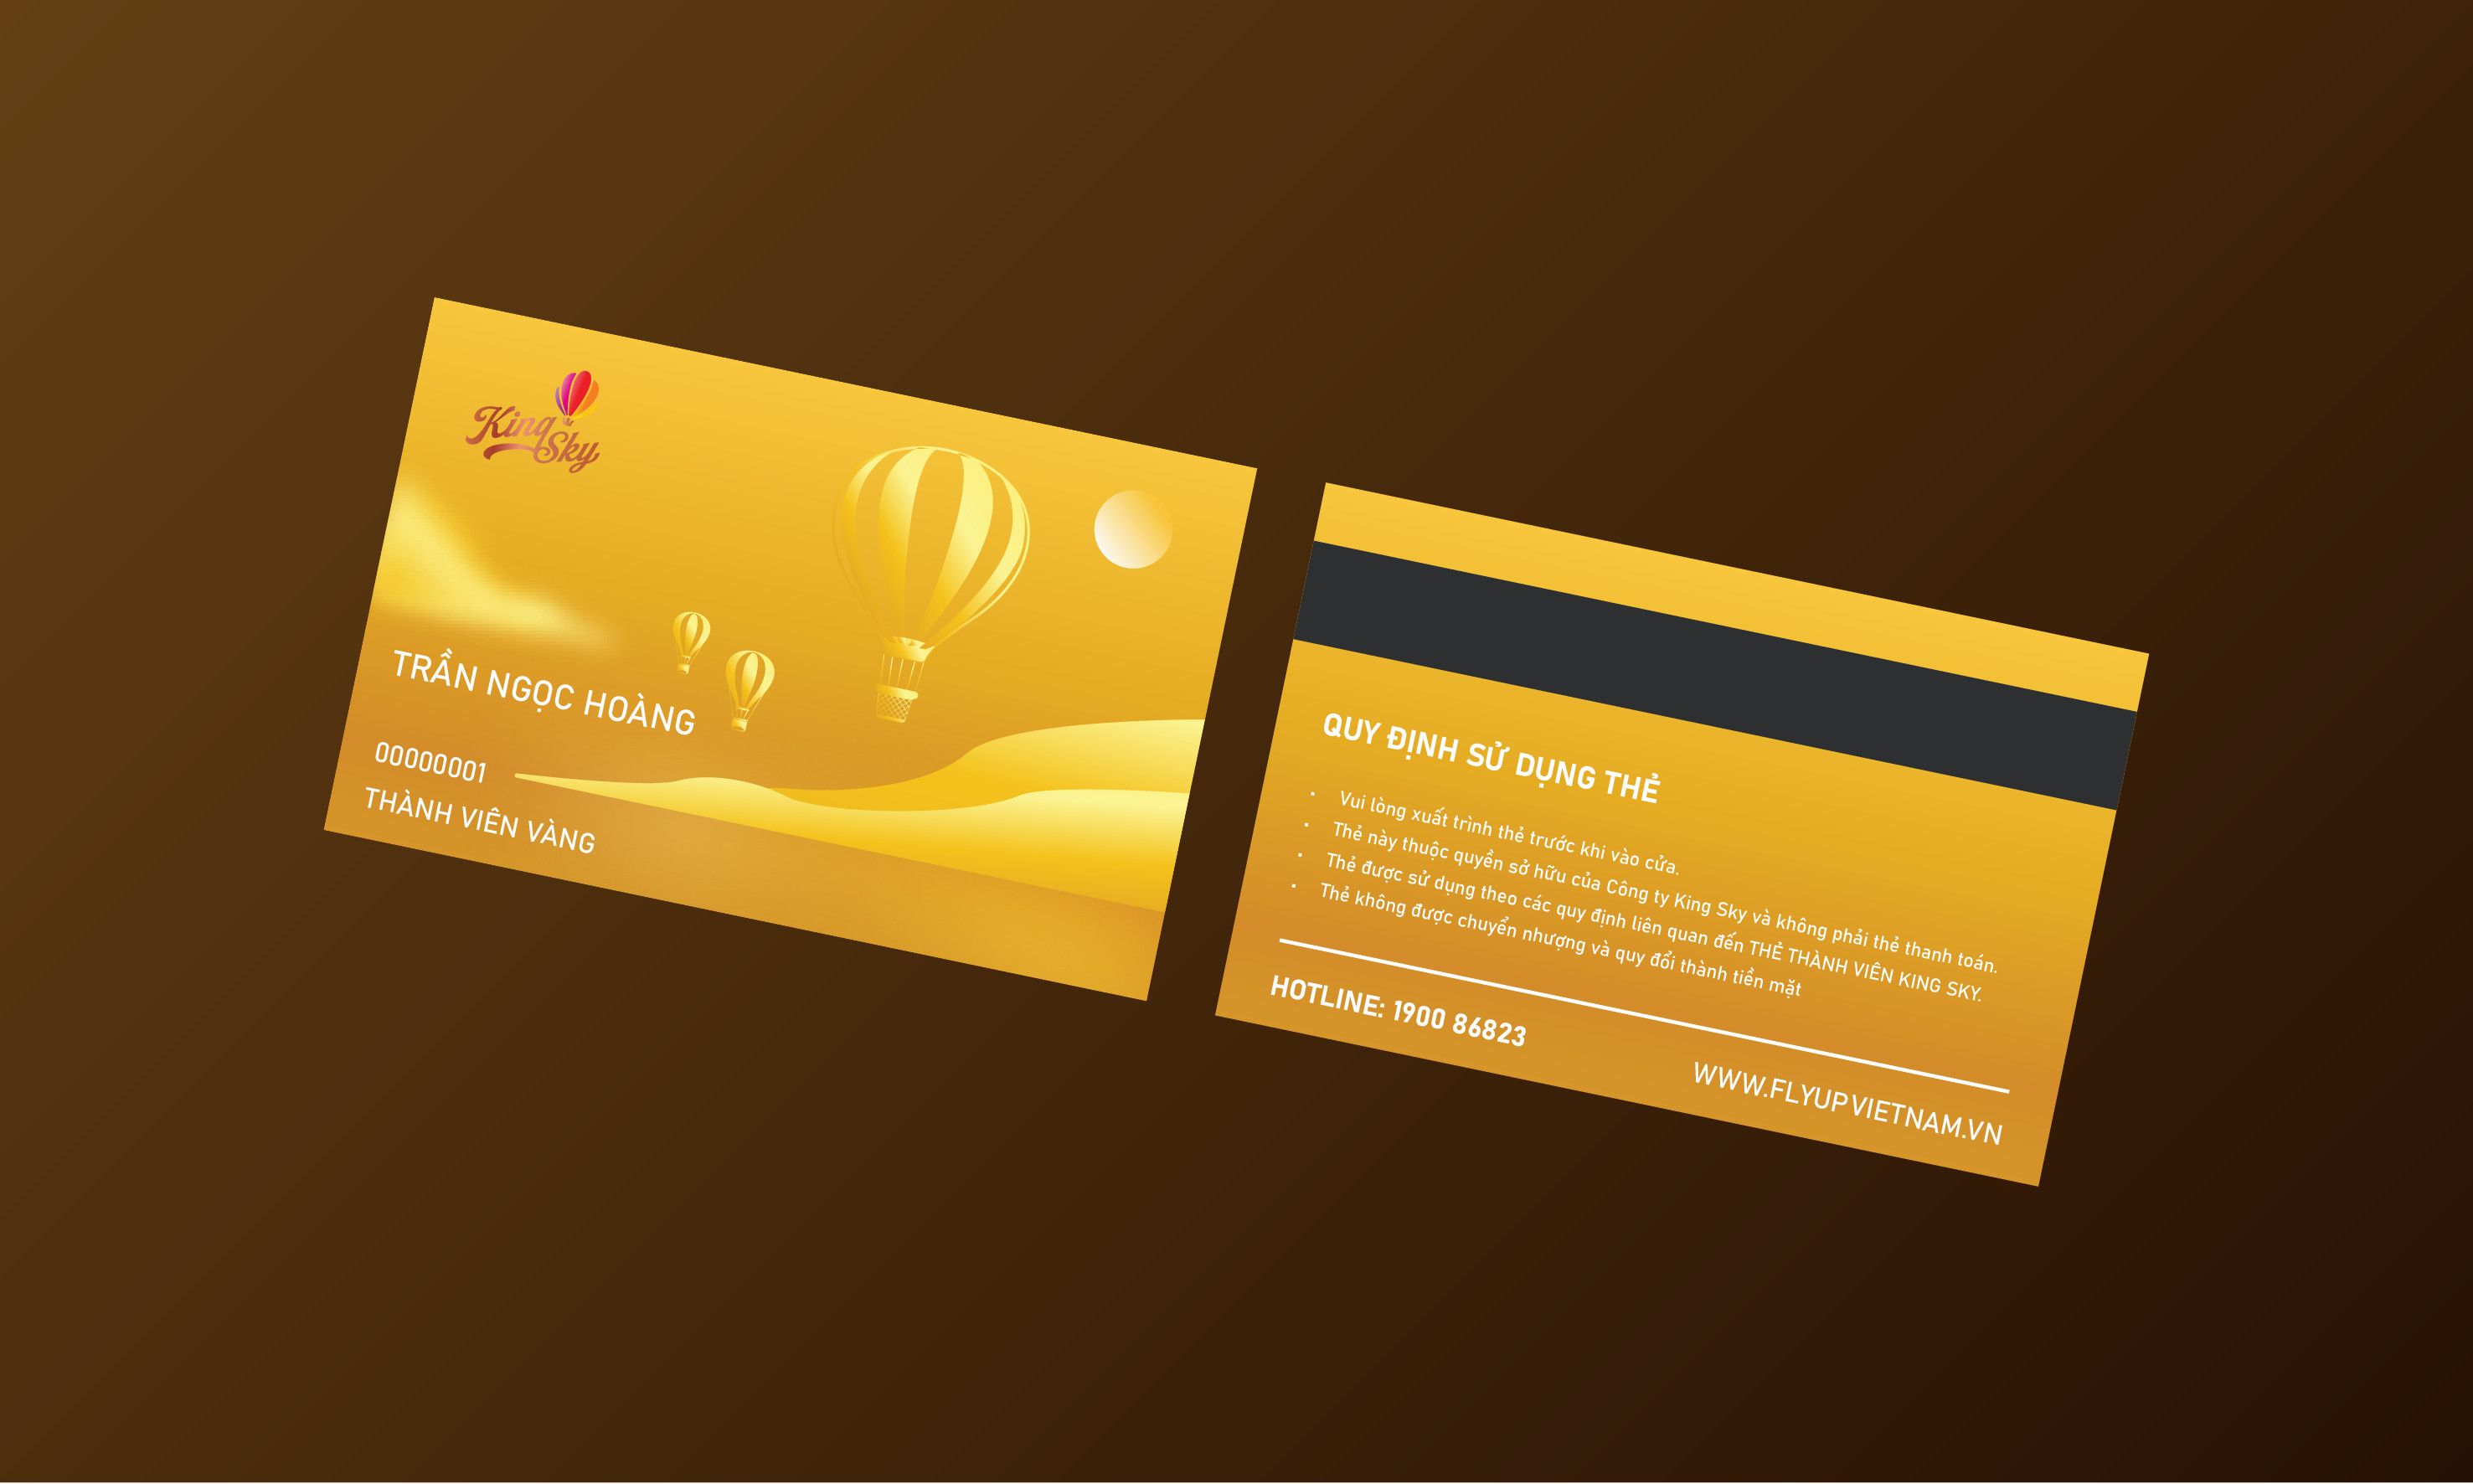 King
Sky
TRẦN NGỌC HOÀNG
00000001
THÀNH VIÊN VÀNG
QUY ĐỊNH SỬ DỤNG THẺ
• Vui lòng xuất trình thẻ trước khi vào cửa.
• Thẻ này thuộc quyền sở hữu của Công ty King Sky và không phải thẻ thanh toán.
• Thẻ được sử dụng theo các quy định liên quan đến THẺ THÀNH VIÊN KING SKY.
• Thẻ không được chuyển nhượng và quy đổi thành tiền mặt
HOTLINE: 1900 86823
WWW.FLYUPVIETNAM.VN